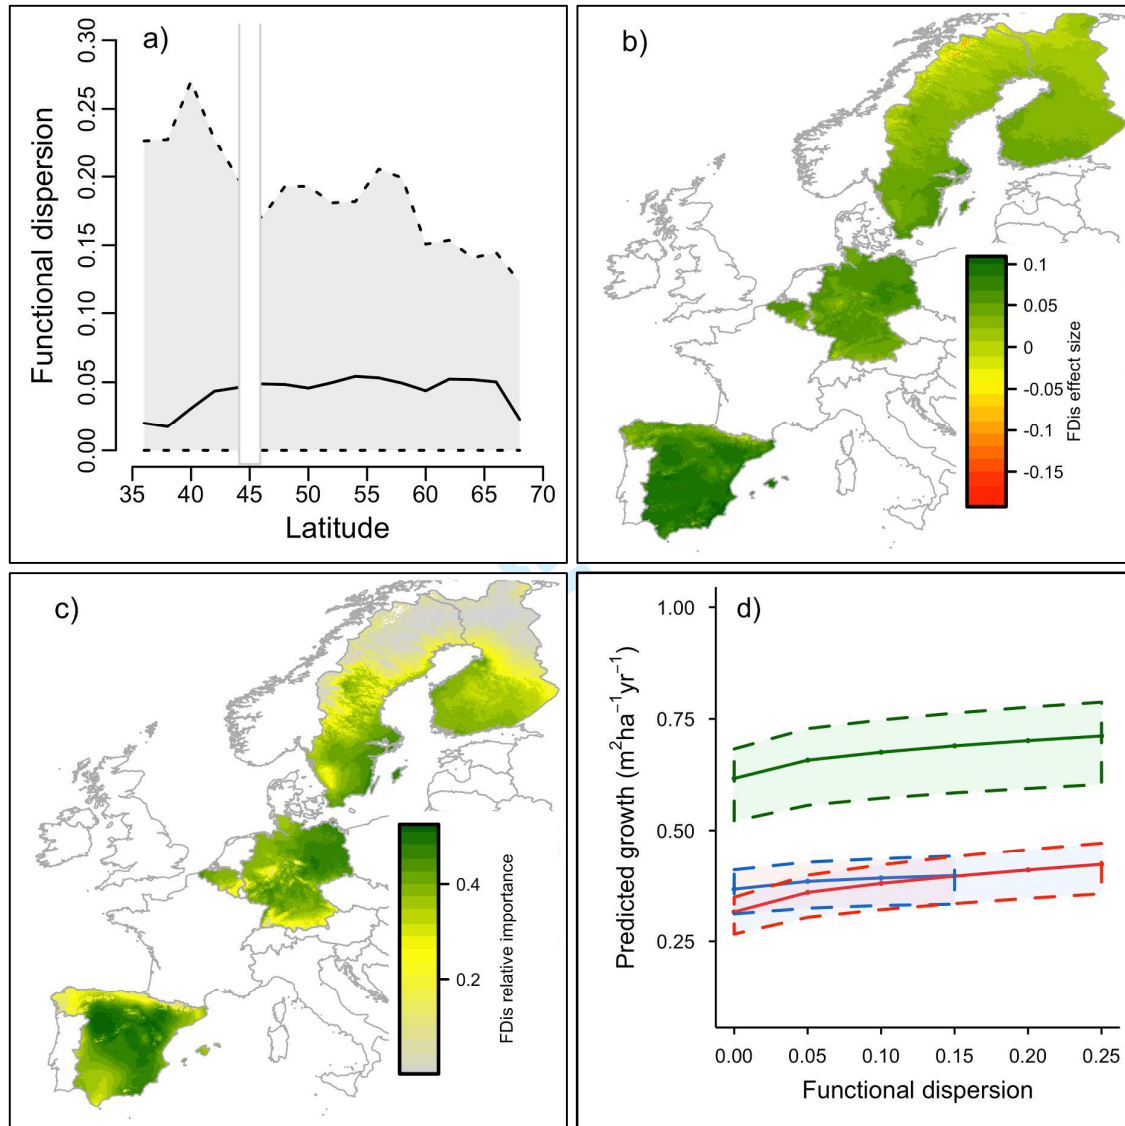 a)
Functional dispersion
0.30
0.25
0.20
0.15
0.10
0.05
0.00
35 40 45 50 55 60 65 70
Latitude
b)
0.1
0.05
0
-0.05
-0.1
-0.15
FDis effect size
c)
0.4
0.2
FDis relative importance
d)
Predicted growth (m²ha⁻¹yr⁻¹)
1.00
0.75
0.50
0.25
0.00 0.05 0.10 0.15 0.20 0.25
Functional dispersion